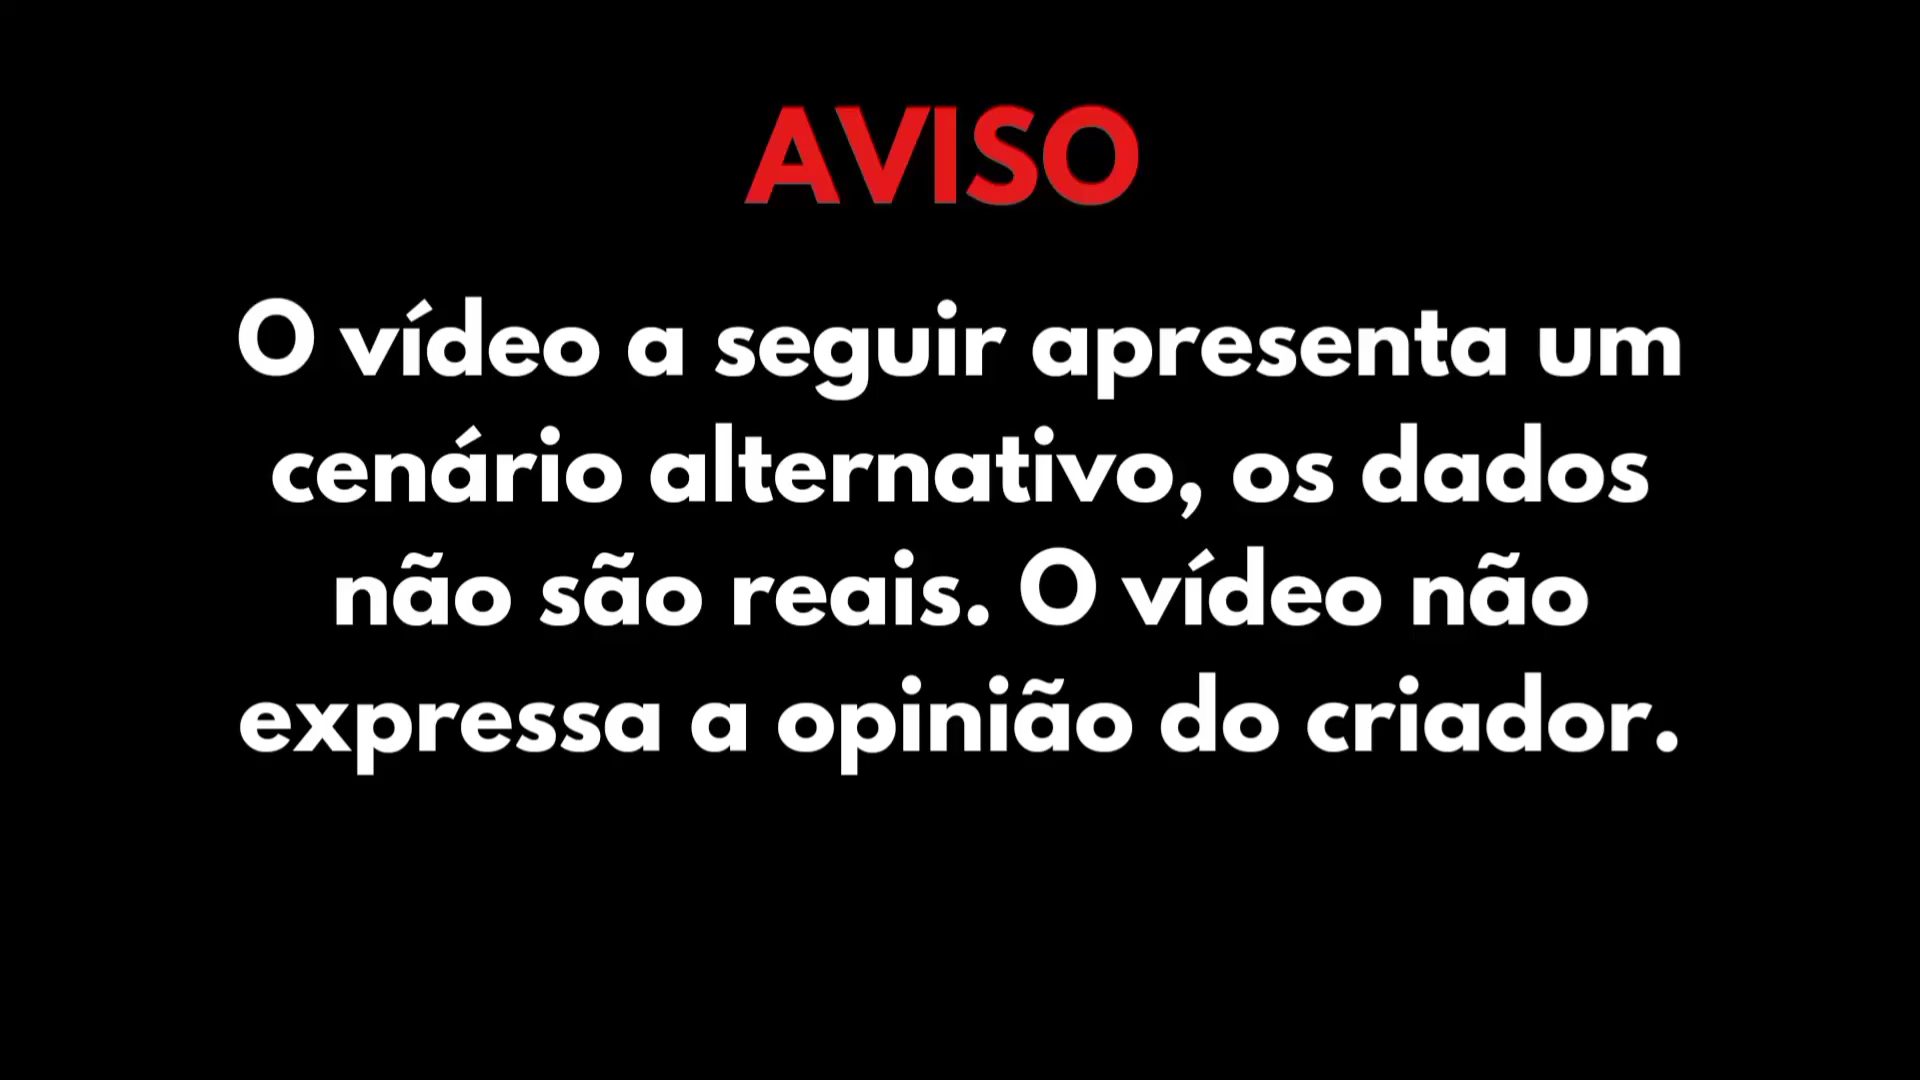 AVISO
O vídeo a seguir apresenta um
cenário alternativo, os dados
não são reais. O vídeo não
expressa a opinião do criador.